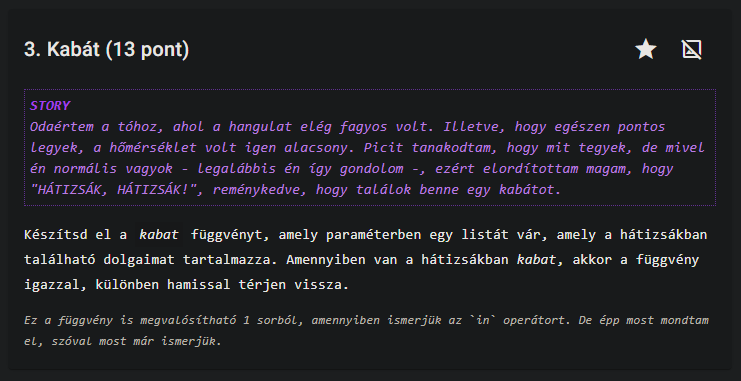 3. Kabát (13 pont)
STORY
Odaértem a tóhoz, ahol a hangulat elég fagyos volt. Illetve, hogy egészen pontos
legyek, a hőmérséklet volt igen alacsony. Picit tanakodtam, hogy mit tegyek, de mivel
én normális vagyok - legalábbis én így gondolom -, ezért elordítottam magam, hogy
"HÁTIZSÁK, HÁTIZSÁK!", reménykedve, hogy találok benne egy kabátot.
Készítsd el a kabat függvényt, amely paraméterben egy listát vár, amely a hátizsákban
található dolgaimat tartalmazza. Amennyiben van a hátizsákban kabat, akkor a függvény
igazzal, különben hamissal térjen vissza.
Ez a függvény is megvalósítható 1 sorból, amennyiben ismerjük az `in` operátort. De épp most mondtam
el, szóval most már ismerjük.